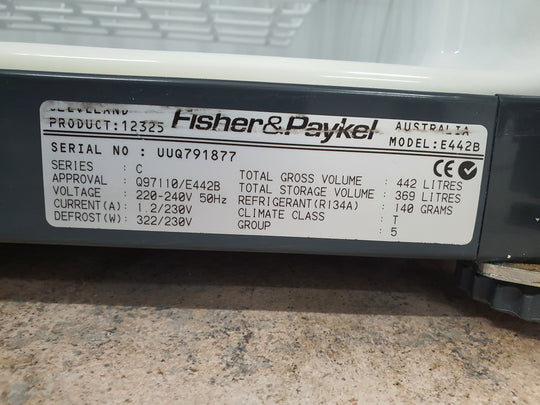 CLEVELAND Fisher&Paykel AUSTRALIA
PRODUCT:12325 MODEL:E442B
SERIAL NO : UUQ791877
SERIES : C
APPROVAL : Q97110/E442B
VOLTAGE : 220-240V 50Hz
CURRENT(A) : 1 2/230V
DEFROST(W) : 322/230V
TOTAL GROSS VOLUME : 442 LITRES
TOTAL STORAGE VOLUME : 369 LITRES
REFRIGERANT(R134A) : 140 GRAMS
CLIMATE CLASS : T
GROUP : 5
CE